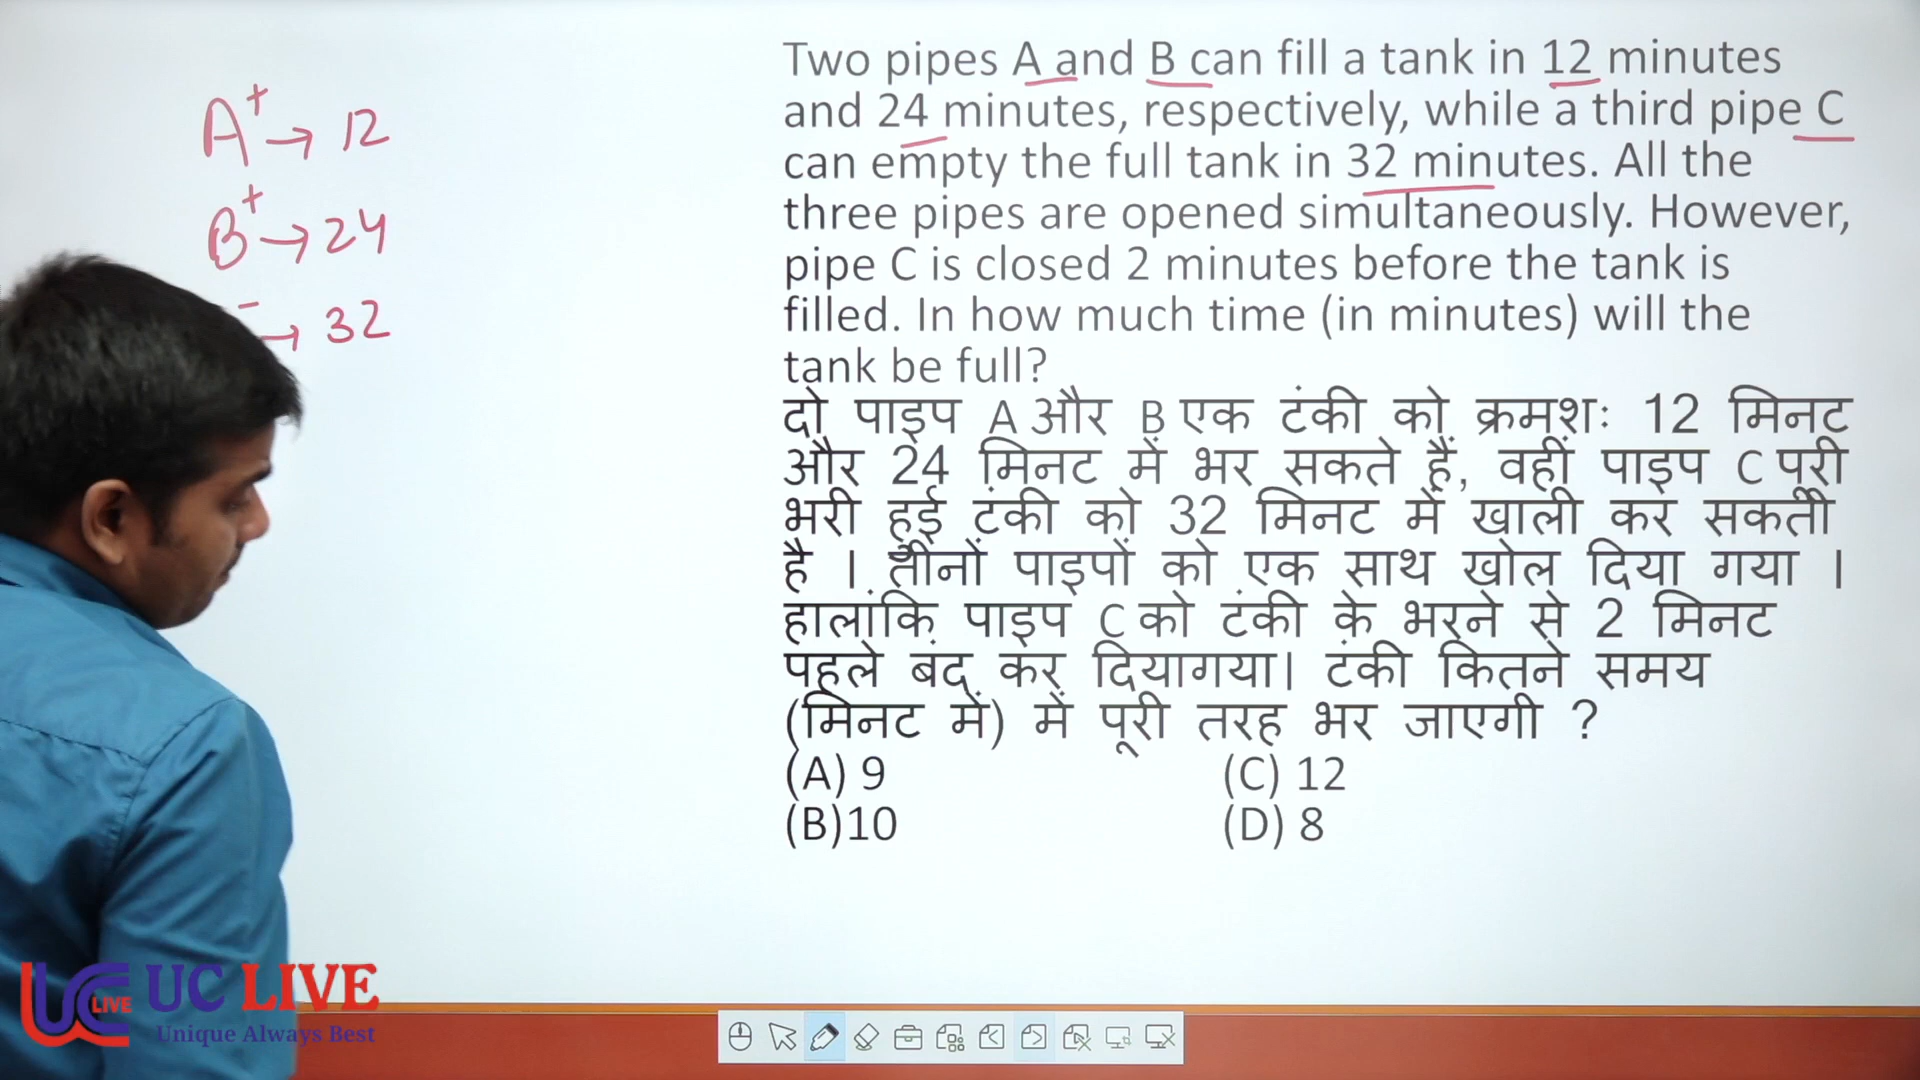 A+ → 12
B+ → 24
- → 32
Two pipes A and B can fill a tank in 12 minutes
and 24 minutes, respectively, while a third pipe C
can empty the full tank in 32 minutes. All the
three pipes are opened simultaneously. However,
pipe C is closed 2 minutes before the tank is
filled. In how much time (in minutes) will the
tank be full?
दो पाइप A और B एक टंकी को क्रमशः 12 मिनट
और 24 मिनट में भर सकते हैं, वहीं पाइप C पूरी
भरी हुई टंकी को 32 मिनट में खाली कर सकती
है । तीनों पाइपों को एक साथ खोल दिया गया ।
हालांकि पाइप C को टंकी के भरने से 2 मिनट
पहले बंद कर दियागया। टंकी कितने समय
(मिनट में) में पूरी तरह भर जाएगी ?
(A) 9 (C) 12
(B)10 (D) 8
UC LIVE UC LIVE
Unique Always Best